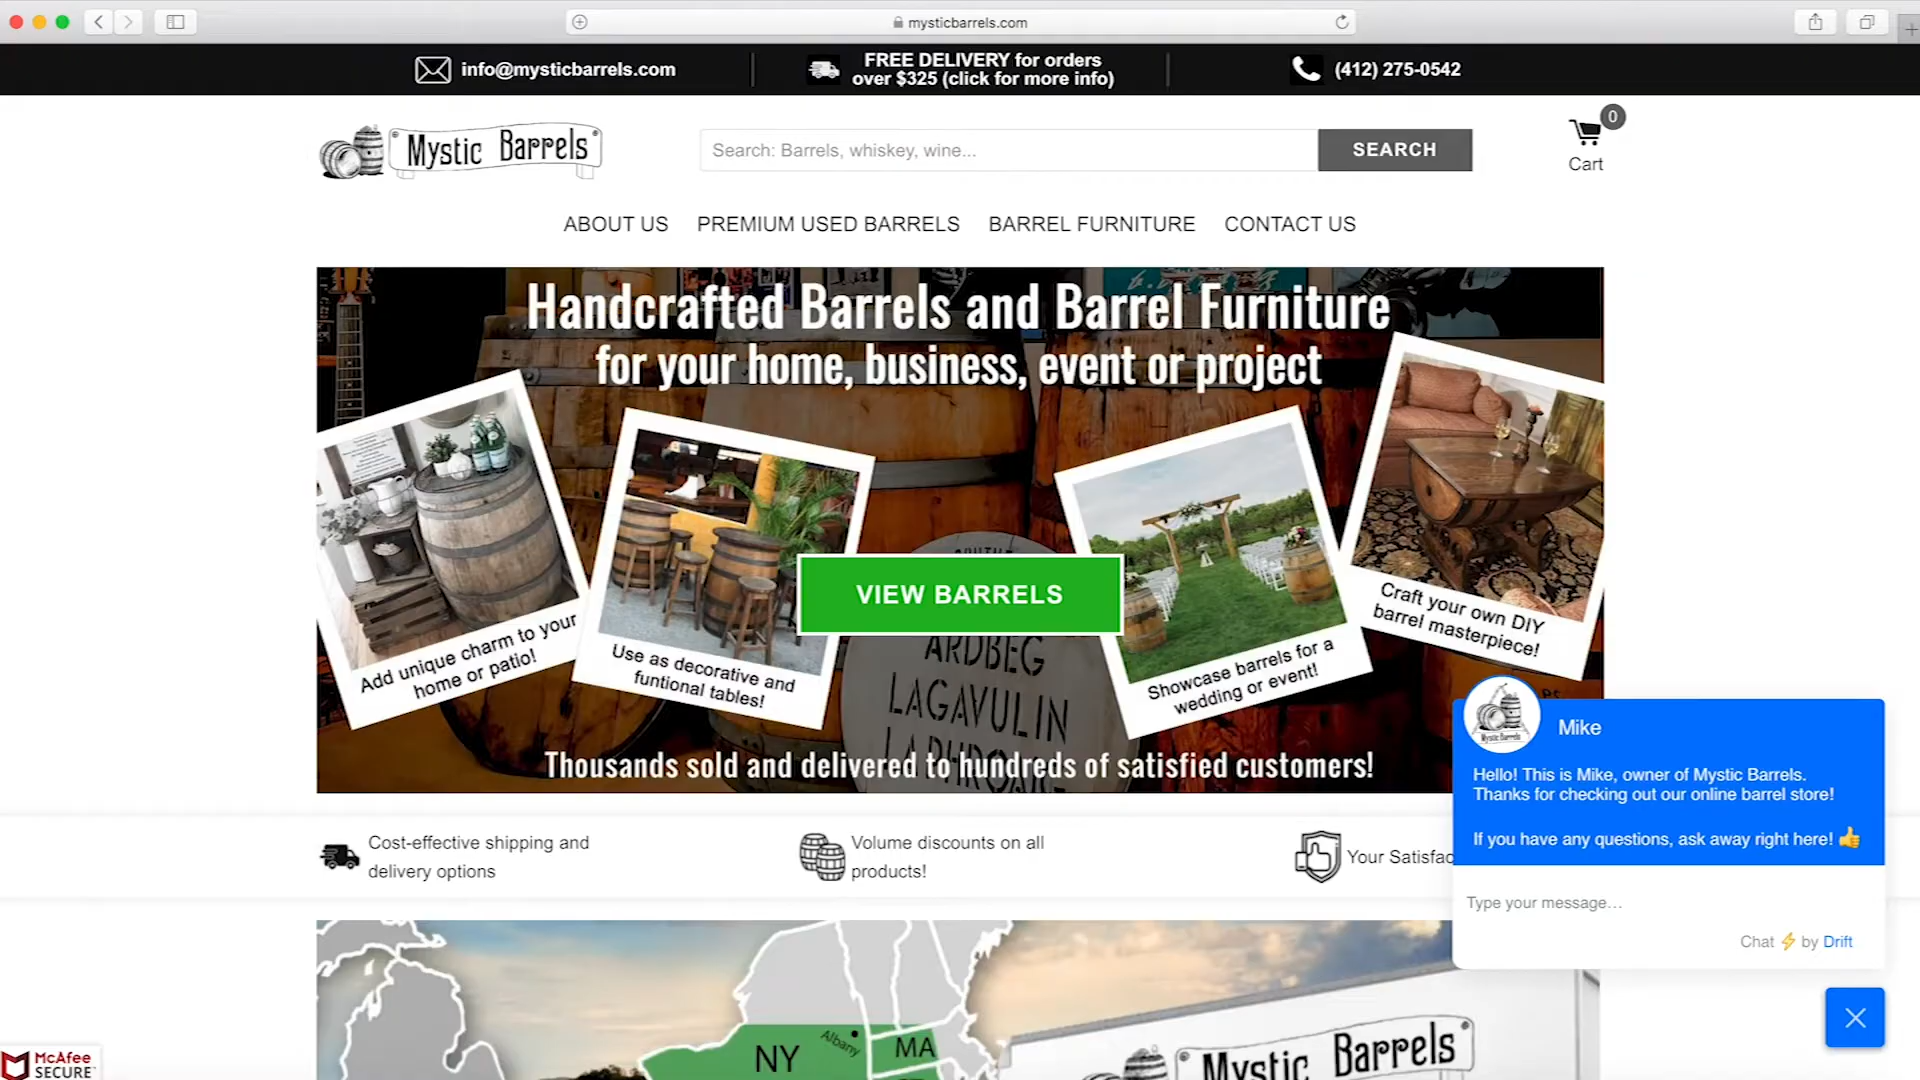 mysticbarrels.com
info@mysticbarrels.com
FREE DELIVERY for orders
over $325 (click for more info)
(412) 275-0542
Mystic Barrels
Search: Barrels, whiskey, wine...
SEARCH
0
Cart
ABOUT US
PREMIUM USED BARRELS
BARREL FURNITURE
CONTACT US
Handcrafted Barrels and Barrel Furniture
for your home, business, event or project
Add unique charm to your
home or patio!
Use as decorative and
funtional tables!
VIEW BARRELS
ARDBEG
LAGAVULIN
Showcase barrels for a
wedding or event!
Craft your own DIY
barrel masterpiece!
Thousands sold and delivered to hundreds of satisfied customers!
Cost-effective shipping and
delivery options
Volume discounts on all
products!
Your
Mystic Barrels
Mike
Hello! This is Mike, owner of Mystic Barrels.
Thanks for checking out our online barrel store!
If you have any questions, ask away right here! 👍
Type your message…
Chat ⚡ by Drift
Albany
NY
MA
Mystic Barrels
McAfee
SECURE